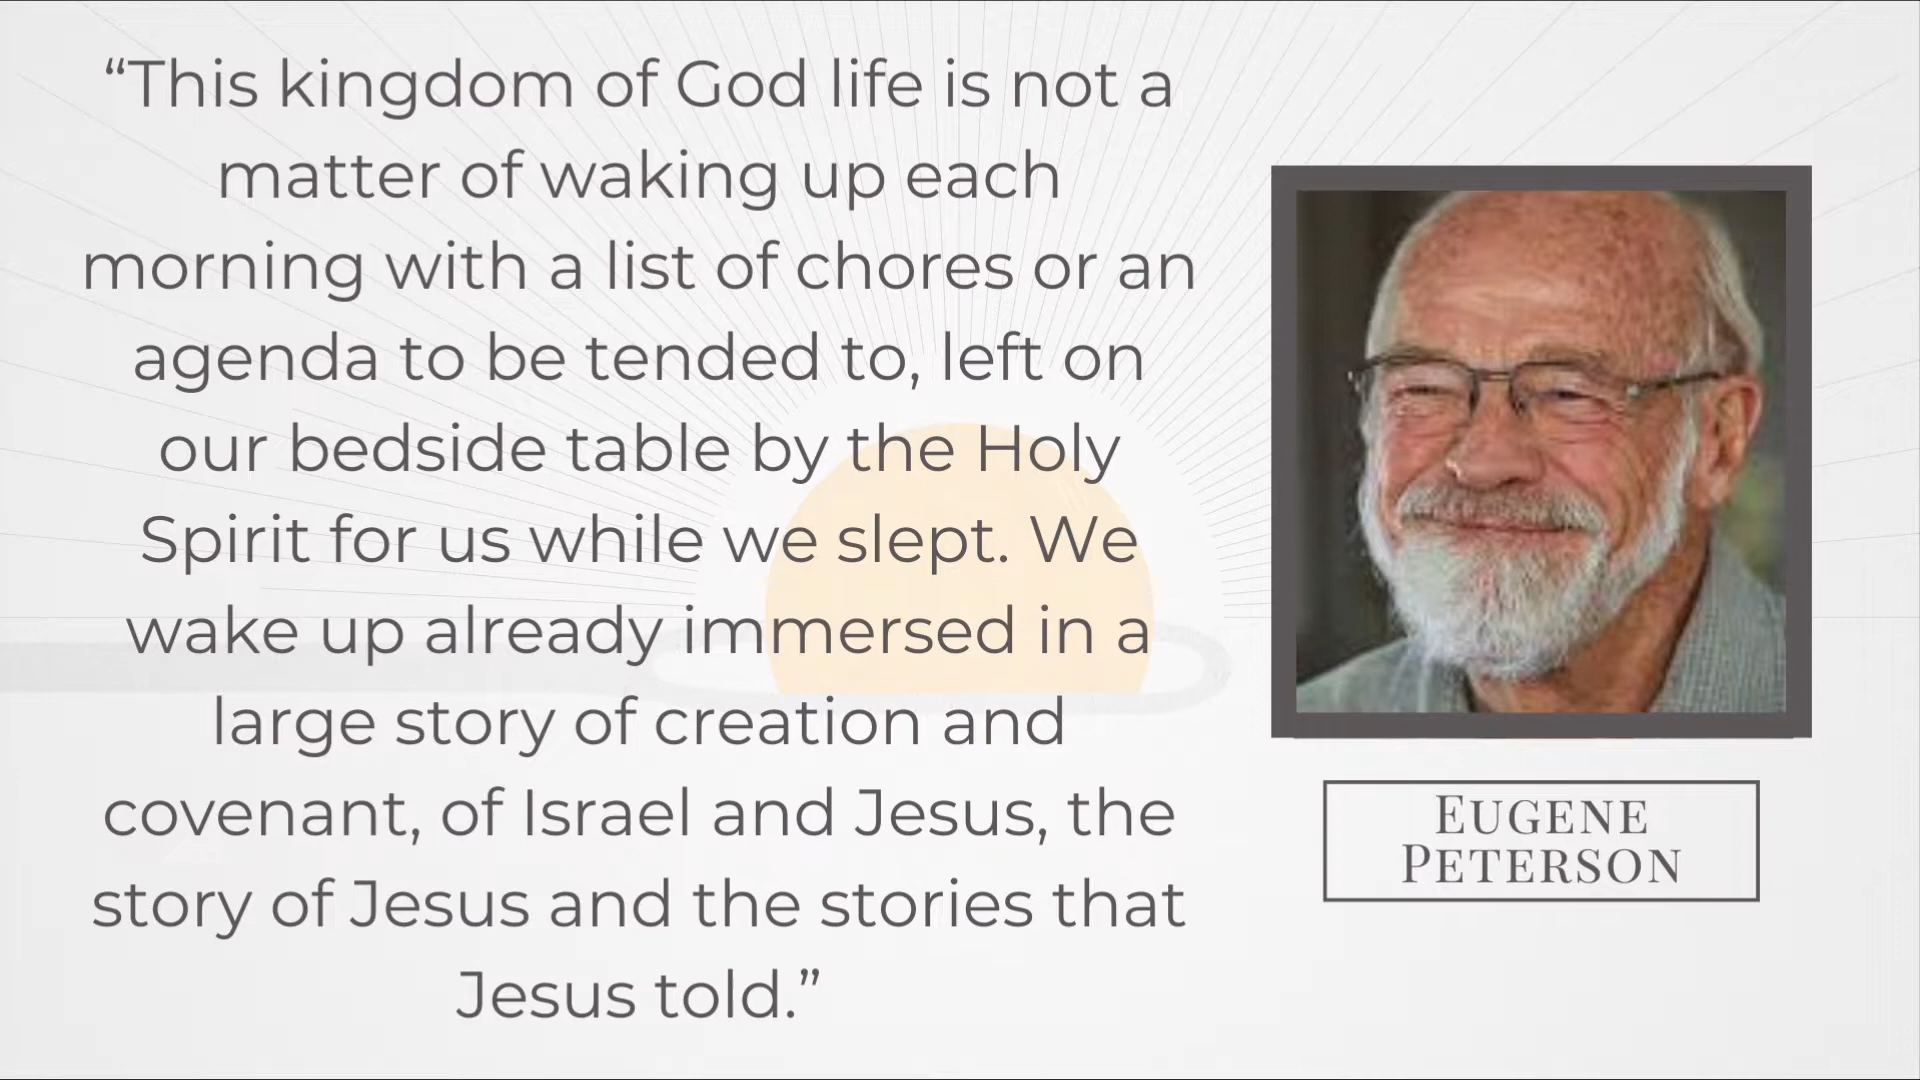 “This kingdom of God life is not a
matter of waking up each
morning with a list of chores or an
agenda to be tended to, left on
our bedside table by the Holy
Spirit for us while we slept. We
wake up already immersed in a
large story of creation and
covenant, of Israel and Jesus, the
story of Jesus and the stories that
Jesus told.”
EUGENE
PETERSON